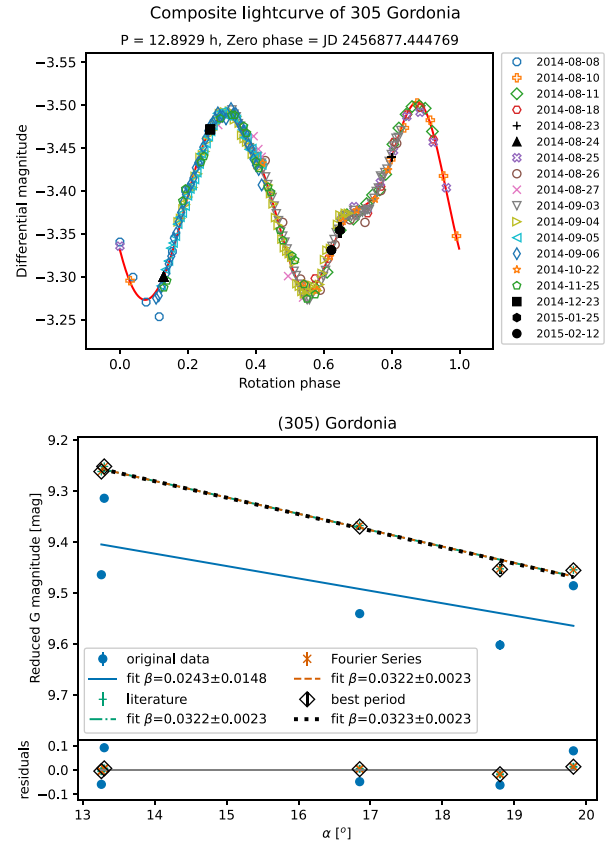 Composite lightcurve of 305 Gordonia
P = 12.8929 h, Zero phase = JD 2456877.444769
−3.50
−3.45
−3.40
−3.35
−3.30
−3.25
Differential magnitude
0.0 0.2 0.4 0.6 0.8 1.0
Rotation phase
2014-08-08
2014-08-10
2014-08-11
2014-08-18
2014-08-23
2014-08-24
2014-08-25
2014-08-26
2014-08-27
2014-09-03
2014-09-04
2014-09-05
2014-09-06
2014-10-22
2014-11-25
2014-12-23
2015-01-25
2015-02-12
(305) Gordonia
9.2
9.3
9.4
9.5
9.6
9.7
Reduced G magnitude [mag]
original data
fit β=0.0243±0.0148
literature
fit β=0.0322±0.0023
Fourier Series
fit β=0.0322±0.0023
best period
fit β=0.0323±0.0023
0.1
0.0
−0.1
residuals
13 14 15 16 17 18 19 20
α [°]